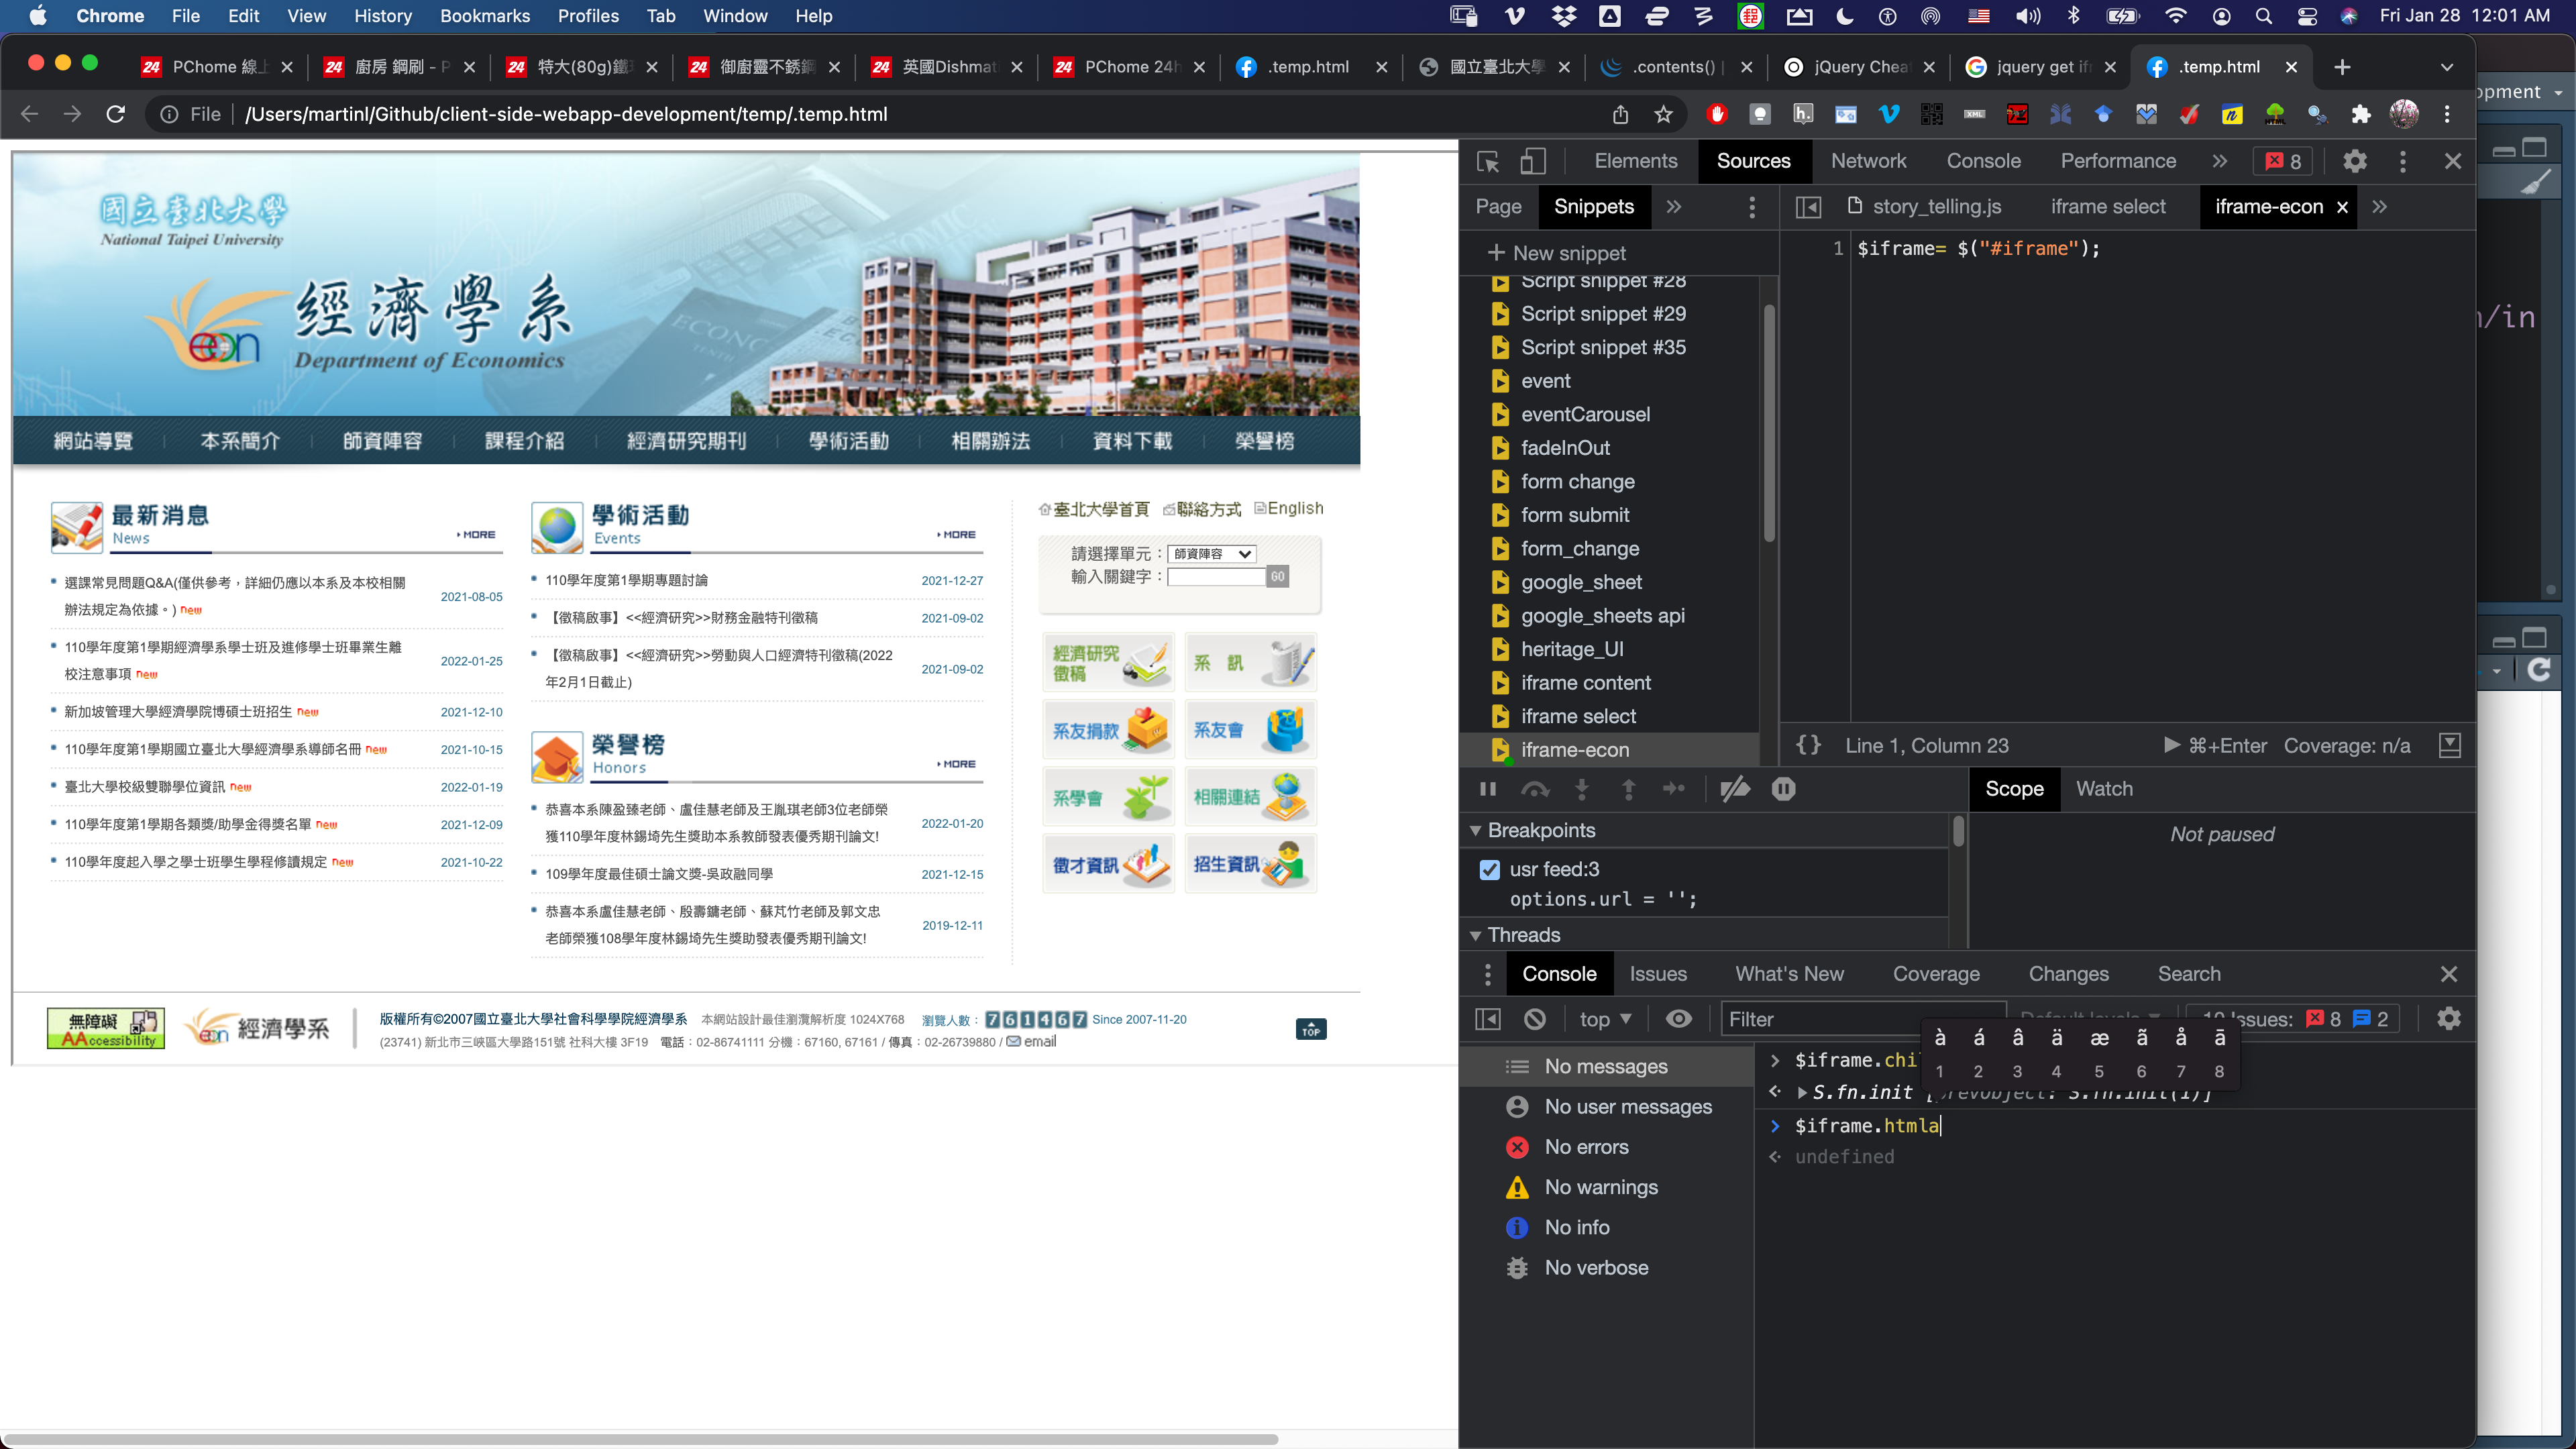 Chrome File Edit View History Bookmarks Profiles Tab Window Help
Fri Jan 28 12:01 AM
PChome 線上
廚房 鋼刷 - P
特大(80g)鐵
御廚靈不銹鋼
英國Dishmat
PChome 24h
.temp.html
國立臺北大學
.contents() |
jQuery Chea
jquery get ifr
.temp.html
File /Users/martinl/Github/client-side-webapp-development/temp/.temp.html
國立臺北大學
National Taipei University
經濟學系
Department of Economics
網站導覽 本系簡介 師資陣容 課程介紹 經濟研究期刊 學術活動 相關辦法 資料下載 榮譽榜
最新消息
News
MORE
選課常見問題Q&A(僅供參考，詳細仍應以本系及本校相關
辦法規定為依據。) new
2021-08-05
110學年度第1學期經濟學系學士班及進修學士班畢業生離
校注意事項 new
2022-01-25
新加坡管理大學經濟學院博碩士班招生 new
2021-12-10
110學年度第1學期國立臺北大學經濟學系導師名冊 new
2021-10-15
臺北大學校級雙聯學位資訊 new
2022-01-19
110學年度第1學期各類獎/助學金得獎名單 new
2021-12-09
110學年度起入學之學士班學生學程修讀規定 new
2021-10-22
學術活動
Events
MORE
110學年度第1學期專題討論
2021-12-27
【徵稿啟事】<<經濟研究>>財務金融特刊徵稿
2021-09-02
【徵稿啟事】<<經濟研究>>勞動與人口經濟特刊徵稿(2022
年2月1日截止)
2021-09-02
榮譽榜
Honors
MORE
恭喜本系陳盈臻老師、盧佳慧老師及王胤琪老師3位老師榮
獲110學年度林錫埼先生獎助本系教師發表優秀期刊論文!
2022-01-20
109學年度最佳碩士論文獎-吳政融同學
2021-12-15
恭喜本系盧佳慧老師、殷壽鏞老師、蘇芃竹老師及郭文忠
老師榮獲108學年度林錫埼先生獎助發表優秀期刊論文!
2019-12-11
臺北大學首頁 聯絡方式 English
請選擇單元：師資陣容
輸入關鍵字： GO
經濟研究
徵稿
系 訊
系友捐款
系友會
系學會
相關連結
徵才資訊
招生資訊
無障礙
AAccessibility
經濟學系
版權所有©2007國立臺北大學社會科學學院經濟學系 本網站設計最佳瀏灠解析度 1024X768 瀏覽人數：761467 Since 2007-11-20
(23741) 新北市三峽區大學路151號 社科大樓 3F19 電話：02-86741111 分機：67160, 67161 / 傳真：02-26739880 / email
TOP
Elements Sources Network Console Performance
8
Page Snippets
story_telling.js iframe select iframe-econ
New snippet
1 $iframe= $("#iframe");
Script snippet #28
Script snippet #29
Script snippet #35
event
eventCarousel
fadeInOut
form change
form submit
form_change
google_sheet
google_sheets api
heritage_UI
iframe content
iframe select
iframe-econ
{} Line 1, Column 23
⌘+Enter Coverage: n/a
Scope Watch
Not paused
Breakpoints
usr feed:3
options.url = '';
Threads
Console Issues What's New Coverage Changes Search
top Filter
8 2
à á â ä æ ã å ā
1 2 3 4 5 6 7 8
No messages
No user messages
No errors
No warnings
No info
No verbose
$iframe.chi
S.fn.init
$iframe.htmla
undefined
opment
/in